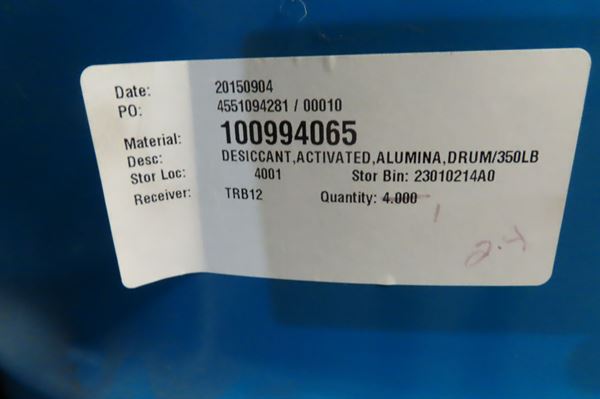 Date: 20150904
PO: 4551094281 / 00010
Material: 100994065
Desc: DESICCANT,ACTIVATED,ALUMINA,DRUM/350LB
Stor Loc: 4001 Stor Bin: 23010214A0
Receiver: TRB12 Quantity: 4.000
1